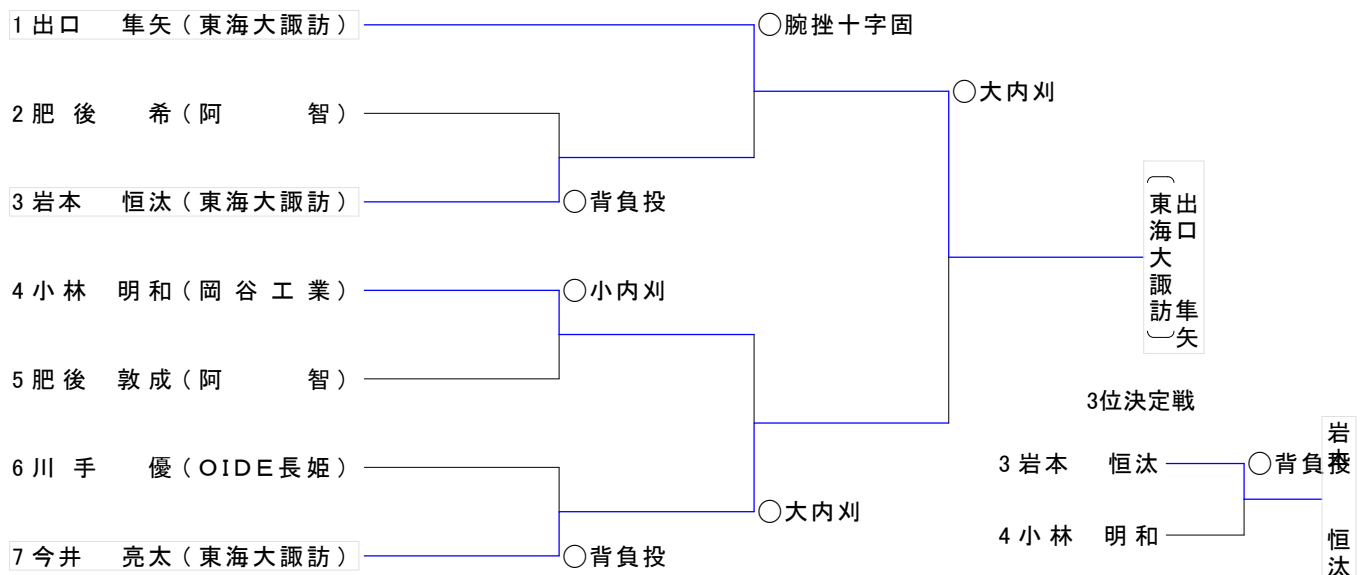 1 出口 隼矢 ( 東海大諏訪 )
○腕挫十字固
○大内刈
2 肥後 希 ( 阿 智 )
3 岩本 恒汰 ( 東海大諏訪 )
○背負投
出口 隼矢
（東海大諏訪）
4 小林 明和 ( 岡谷工業 )
○小内刈
5 肥後 敦成 ( 阿 智 )
3位決定戦
6 川手 優 ( OIDE長姫 )
3 岩本 恒汰
○背負投
岩本 恒汰
○大内刈
4 小林 明和
7 今井 亮太 ( 東海大諏訪 )
○背負投